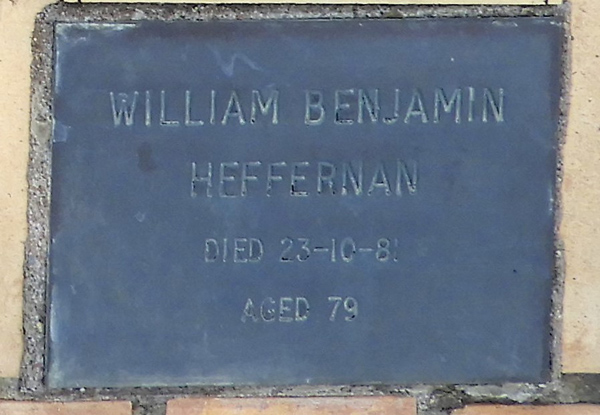 WILLIAM BENJAMIN
HEFFERNAN
DIED 23-10-81
AGED 79